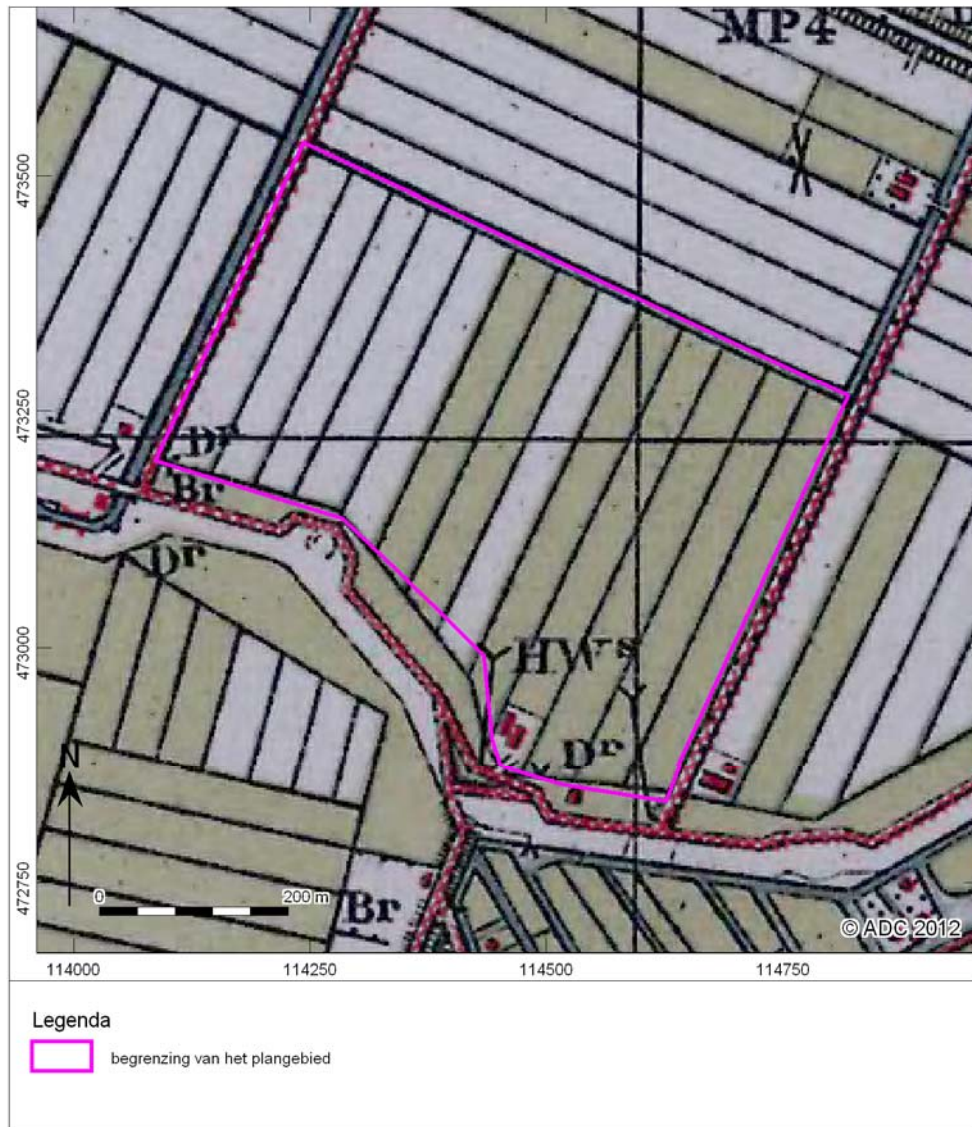 MP4
473500
473250
473000
472750
Dr
Br
Dr
HWrs
Dr
N
0 200 m
Br
© ADC 2012
114000 114250 114500 114750
Legenda
begrenzing van het plangebied